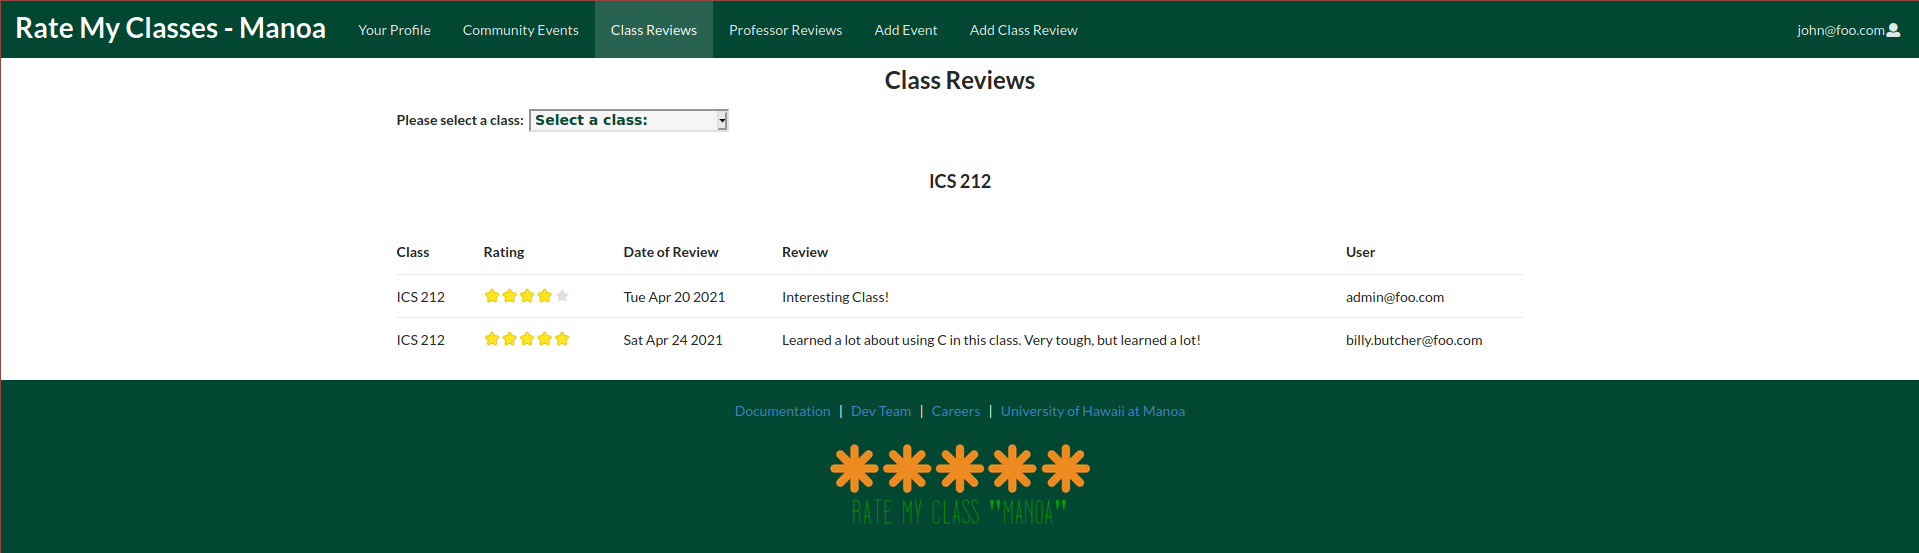 Rate My Classes - Manoa Your Profile Community Events Class Reviews Professor Reviews Add Event Add Class Review john@foo.com
Class Reviews
Please select a class: Select a class:
ICS 212
Class Rating Date of Review Review User
ICS 212 Tue Apr 20 2021 Interesting Class! admin@foo.com
ICS 212 Sat Apr 24 2021 Learned a lot about using C in this class. Very tough, but learned a lot! billy.butcher@foo.com
Documentation | Dev Team | Careers | University of Hawaii at Manoa
RATE MY CLASS "MANOA"